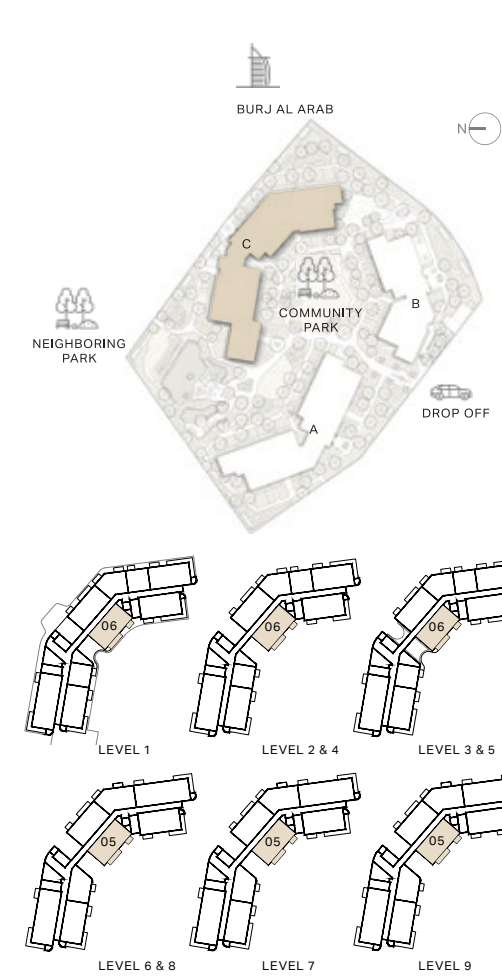 BURJ AL ARAB
N
C
B
COMMUNITY
PARK
NEIGHBORING
PARK
DROP OFF
A
06
06
06
LEVEL 1
LEVEL 2 & 4
LEVEL 3 & 5
05
05
05
LEVEL 6 & 8
LEVEL 7
LEVEL 9